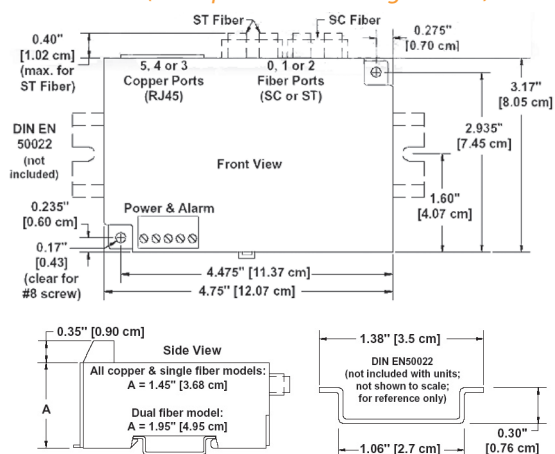 ST Fiber
SC Fiber
0.40"
[1.02 cm]
(max. for
ST Fiber)
5, 4 or 3
Copper Ports
(RJ45)
0, 1 or 2
Fiber Ports
(SC or ST)
0.275"
[0.70 cm]
3.17"
[8.05 cm]
2.935"
[7.45 cm]
DIN EN
50022
(not
included)
Front View
1.60"
[4.07 cm]
0.235"
[0.60 cm]
Power & Alarm
0.17"
[0.43]
(clear for
#8 screw)
4.475" [11.37 cm]
4.75" [12.07 cm]
0.35" [0.90 cm]
Side View
All copper & single fiber models:
A = 1.45" [3.68 cm]
A
Dual fiber model:
A = 1.95" [4.95 cm]
1.38" [3.5 cm]
DIN EN50022
(not included with units;
not shown to scale;
for reference only)
0.30"
[0.76 cm]
1.06" [2.7 cm]